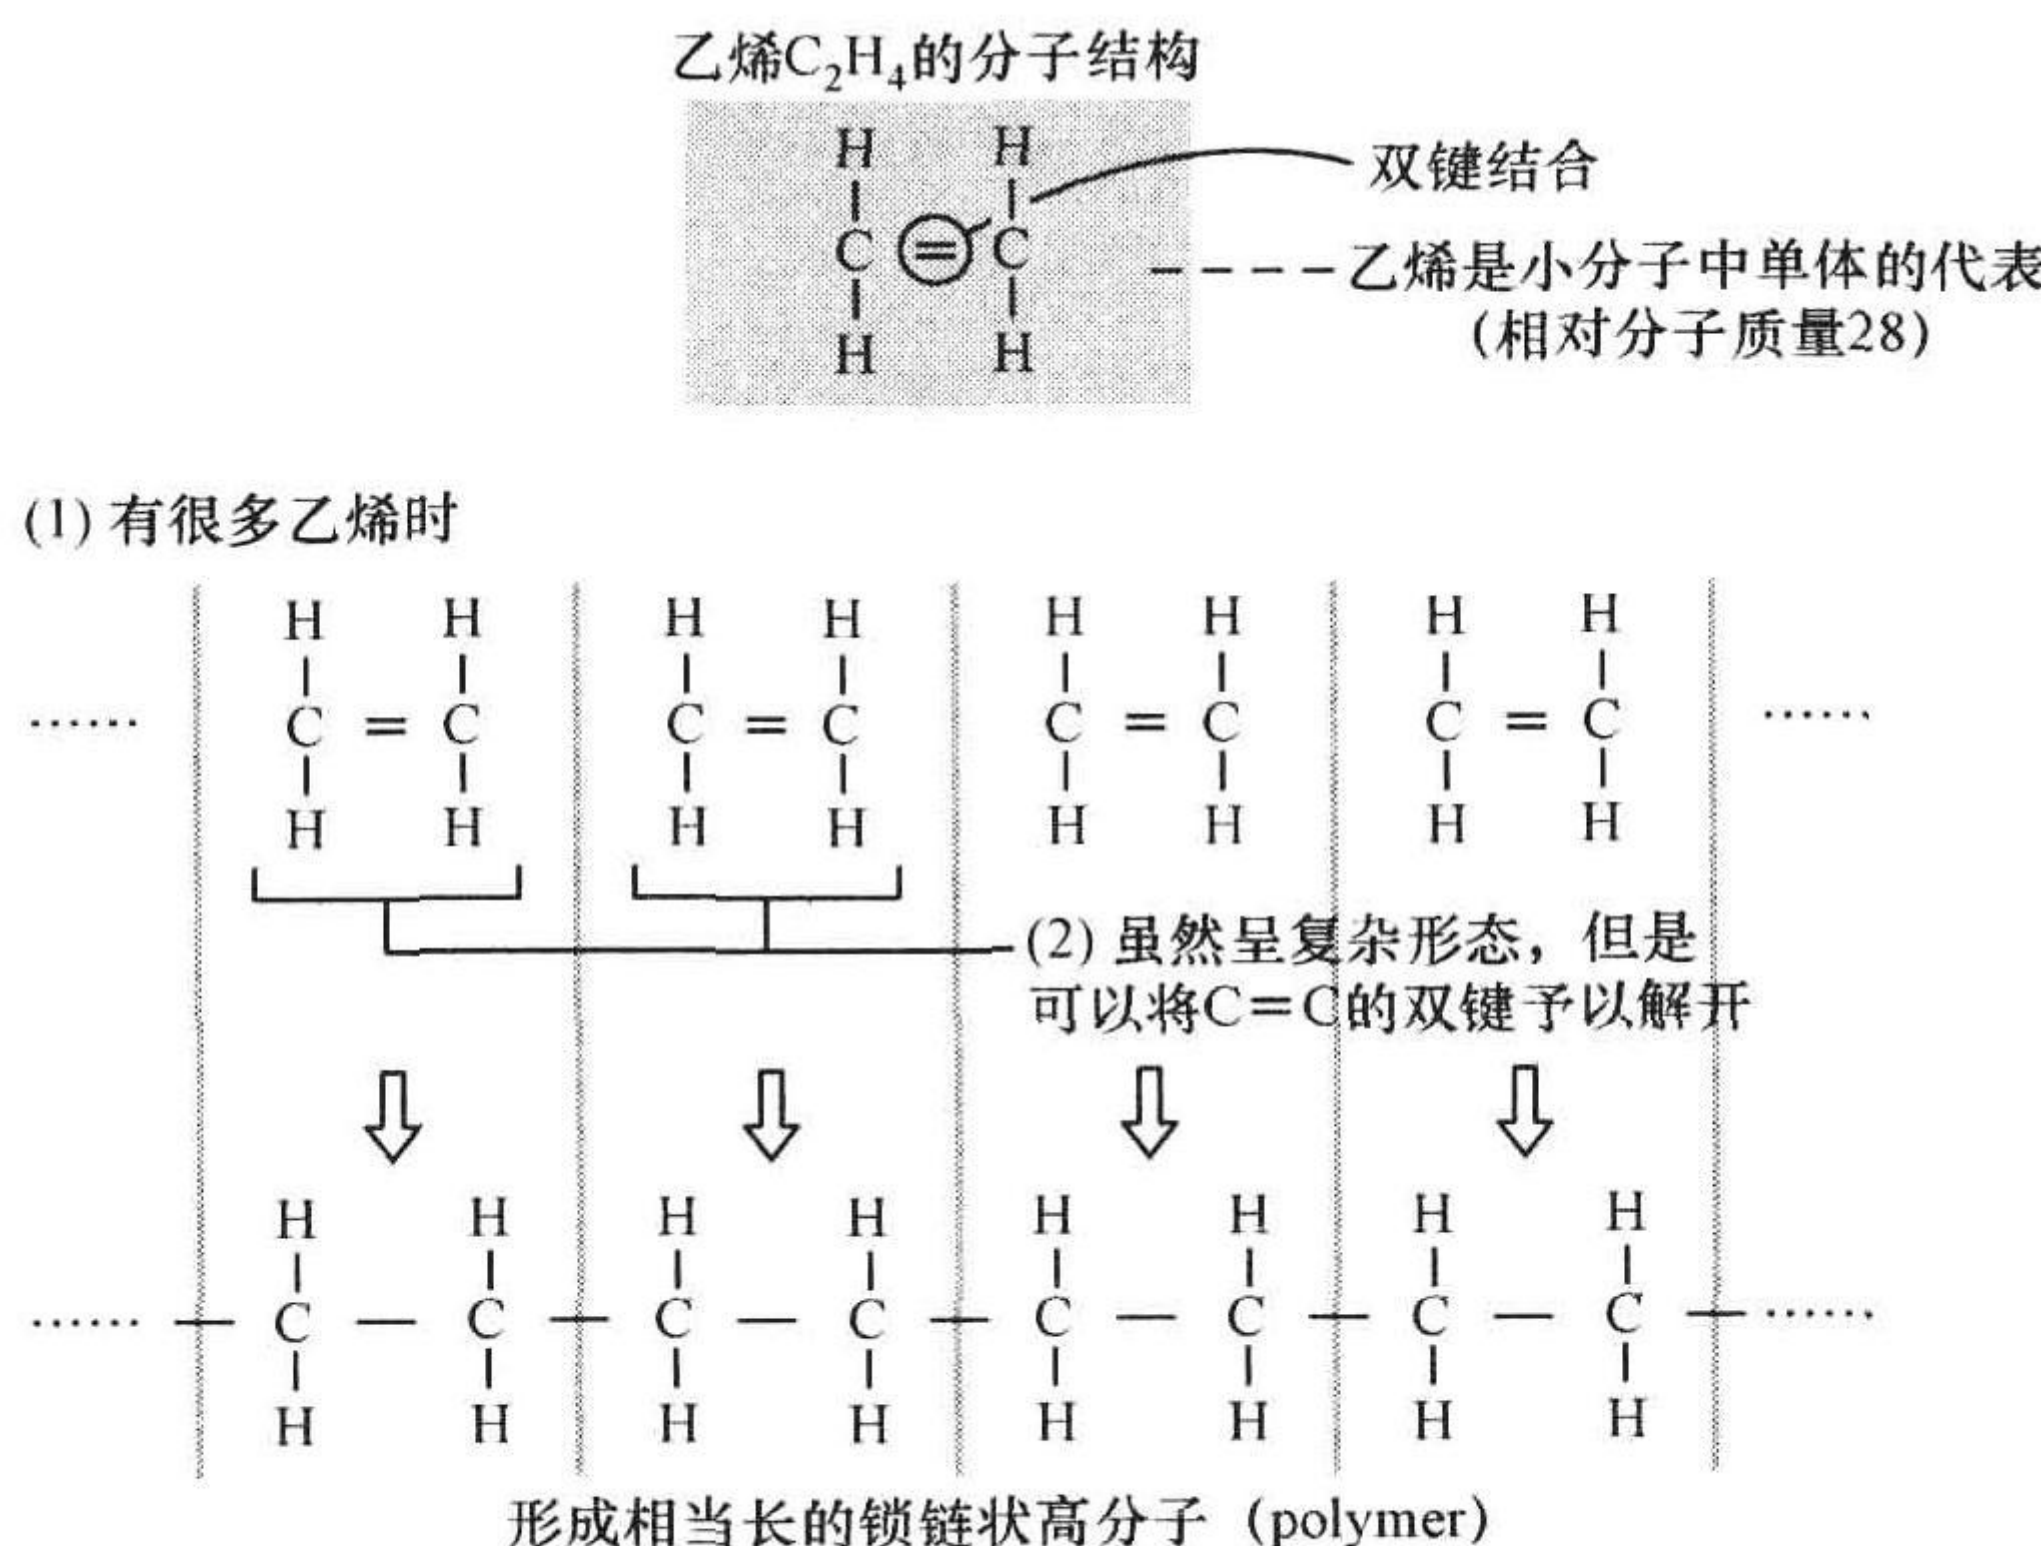 乙烯C₂H₄的分子结构
H H
双键结合
C = C
乙烯是小分子中单体的代表
(相对分子质量28)
H H
(1) 有很多乙烯时
H H H H H H H H
…… C = C C = C C = C C = C ……
H H H H H H H H
(2) 虽然呈复杂形态，但是
可以将C＝C的双键予以解开
H H H H H H H H
…… — C — C — C — C — C — C — C — C — ……
H H H H H H H H
形成相当长的锁链状高分子（polymer）